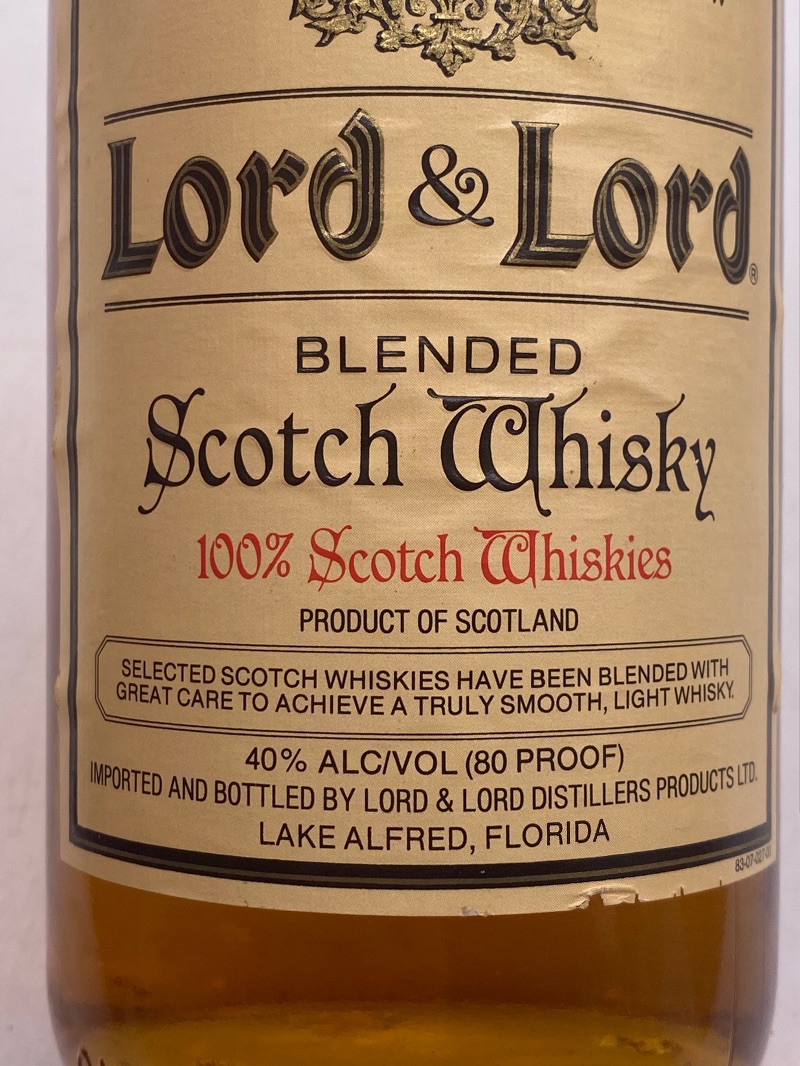 Lord & Lord®
BLENDED
Scotch Whisky
100% Scotch Whiskies
PRODUCT OF SCOTLAND
SELECTED SCOTCH WHISKIES HAVE BEEN BLENDED WITH
GREAT CARE TO ACHIEVE A TRULY SMOOTH, LIGHT WHISKY.
40% ALC/VOL (80 PROOF)
IMPORTED AND BOTTLED BY LORD & LORD DISTILLERS PRODUCTS LTD.
LAKE ALFRED, FLORIDA